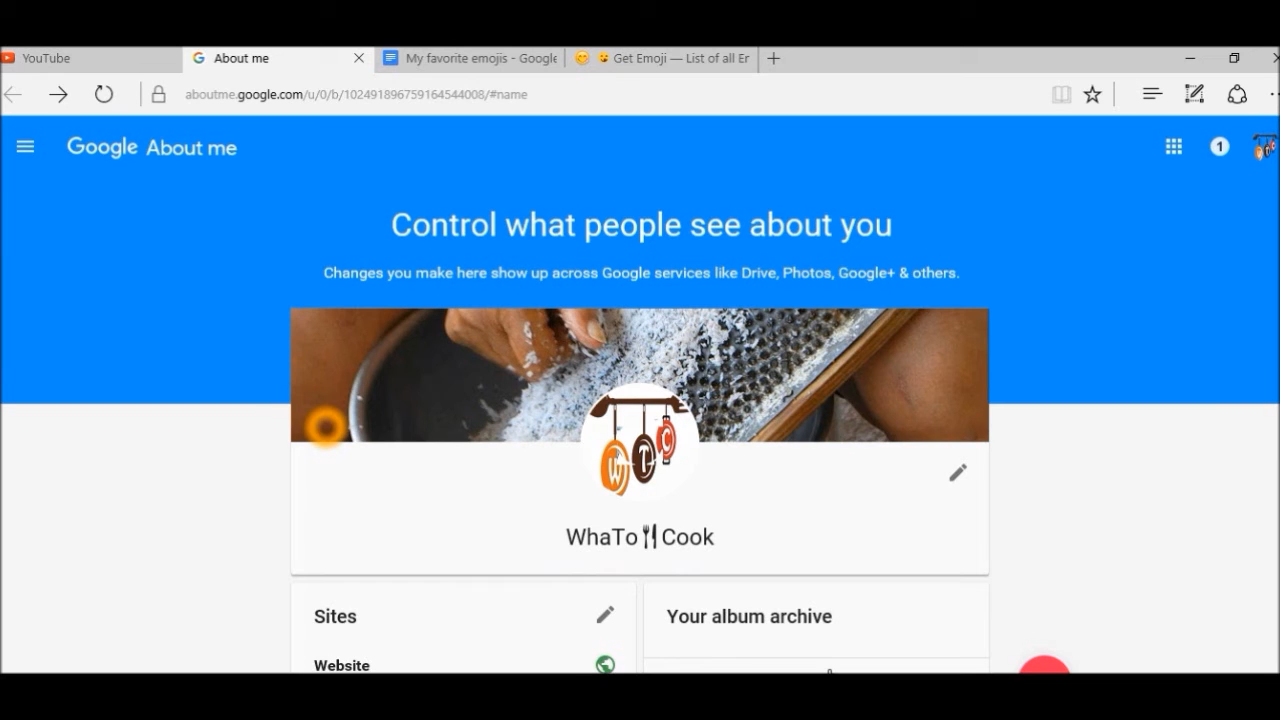 YouTube
About me
My favorite emojis - Google
Get Emoji — List of all Er
aboutme.google.com/u/0/b/102491896759164544008/#name
Google About me
1
Control what people see about you
Changes you make here show up across Google services like Drive, Photos, Google+ & others.
W T C
WhaTo🍴Cook
Sites
Your album archive
Website